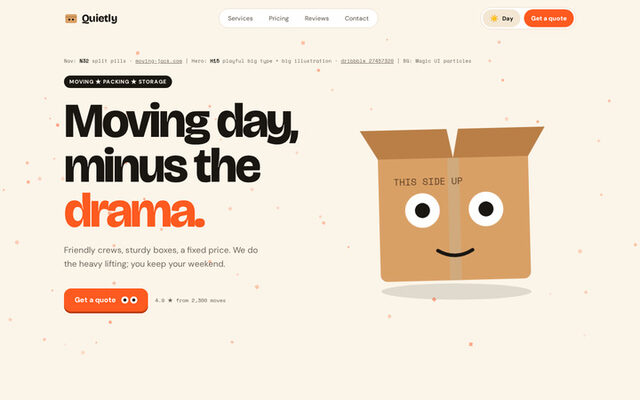 Quietly
Services Pricing Reviews Contact
Day
Get a quote
Nav: N32 split pills · moving-jacs.com | Hero: H15 playful big type + big illustration · dribbble 27457320 | BG: Magic UI particles
MOVING ★ PACKING ★ STORAGE
Moving day,
minus the
drama.
THIS SIDE UP
Friendly crews, sturdy boxes, a fixed price. We do
the heavy lifting; you keep your weekend.
Get a quote
4.9 ★ from 2,300 moves